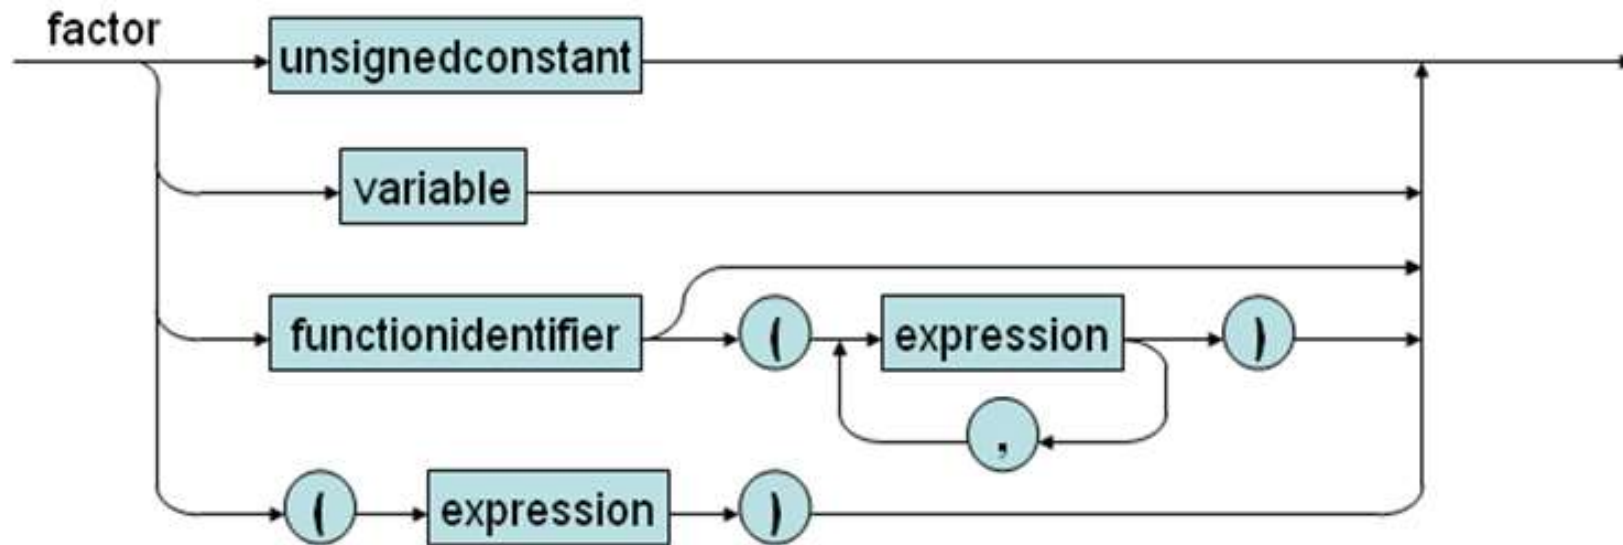 factor
unsignedconstant
variable
functionidentifier ( expression )
,
( expression )